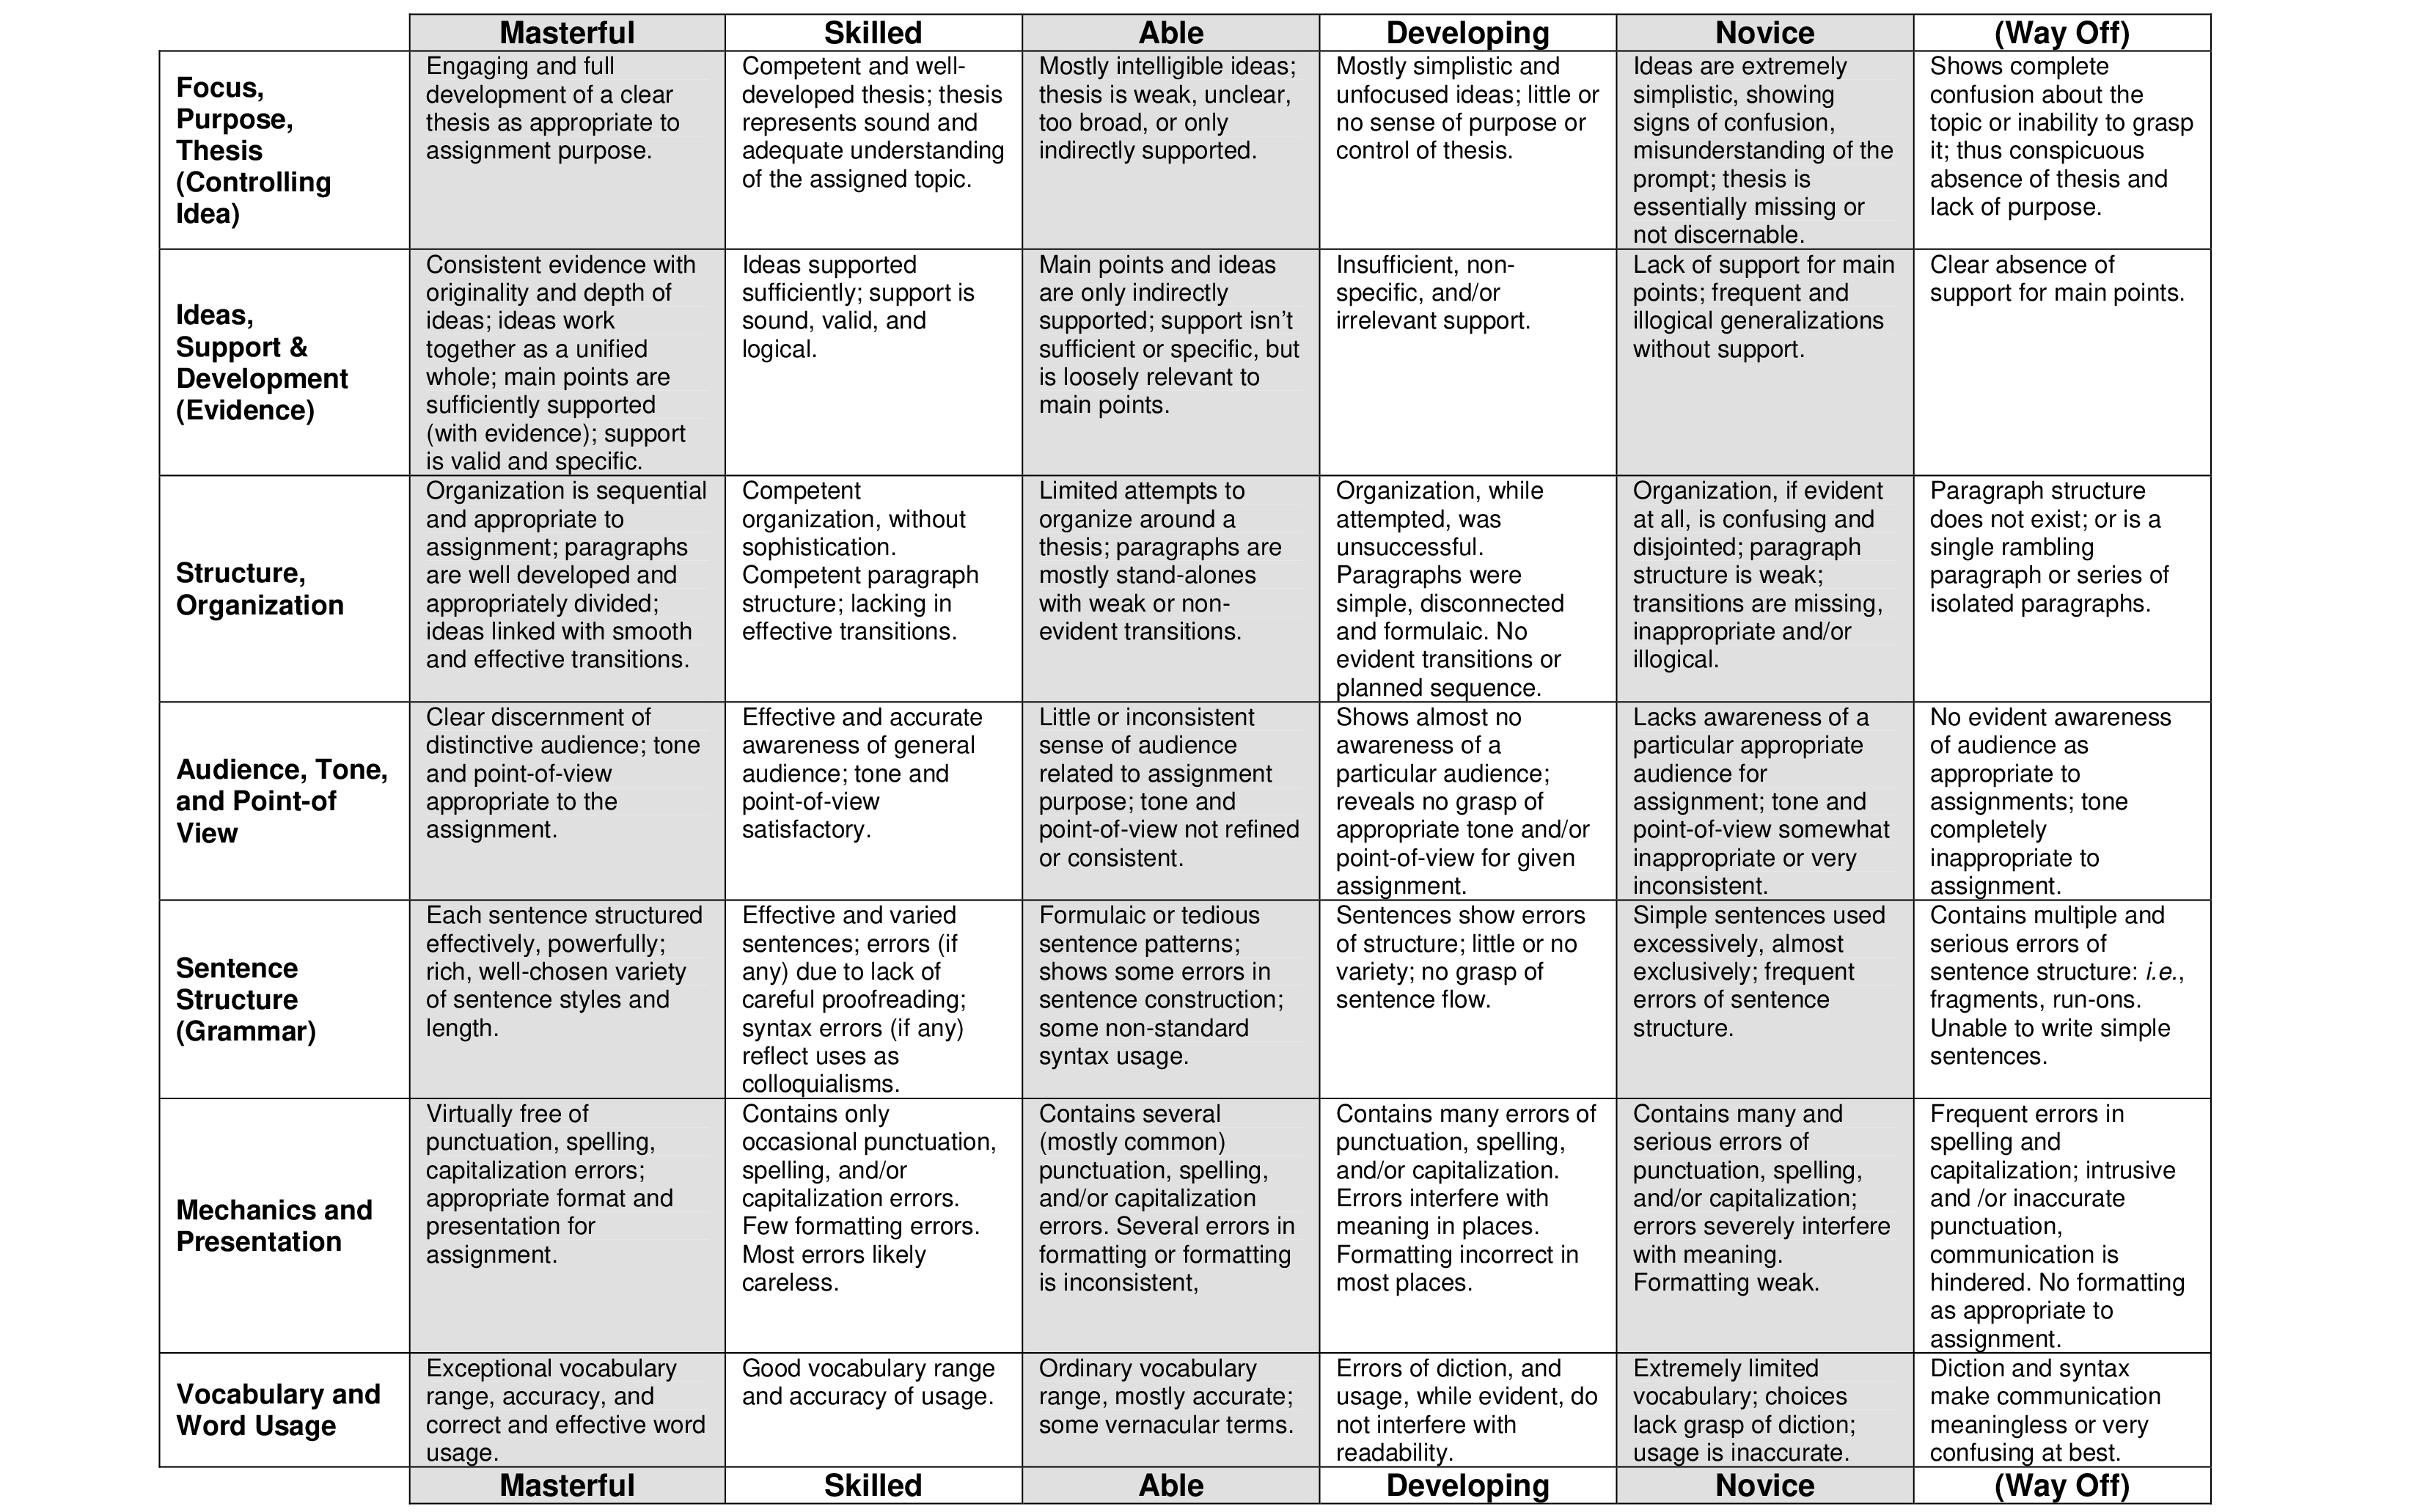 Masterful
Skilled
Able
Developing
Novice
(Way Off)
Focus,
Purpose,
Thesis
(Controlling
Idea)
Engaging and full
development of a clear
thesis as appropriate to
assignment purpose.
Competent and well-
developed thesis; thesis
represents sound and
adequate understanding
of the assigned topic.
Mostly intelligible ideas;
thesis is weak, unclear,
too broad, or only
indirectly supported.
Mostly simplistic and
unfocused ideas; little or
no sense of purpose or
control of thesis.
Ideas are extremely
simplistic, showing
signs of confusion,
misunderstanding of the
prompt; thesis is
essentially missing or
not discernable.
Shows complete
confusion about the
topic or inability to grasp
it; thus conspicuous
absence of thesis and
lack of purpose.
Ideas,
Support &
Development
(Evidence)
Consistent evidence with
originality and depth of
ideas; ideas work
together as a unified
whole; main points are
sufficiently supported
(with evidence); support
is valid and specific.
Ideas supported
sufficiently; support is
sound, valid, and
logical.
Main points and ideas
are only indirectly
supported; support isn’t
sufficient or specific, but
is loosely relevant to
main points.
Insufficient, non-
specific, and/or
irrelevant support.
Lack of support for main
points; frequent and
illogical generalizations
without support.
Clear absence of
support for main points.
Structure,
Organization
Organization is sequential
and appropriate to
assignment; paragraphs
are well developed and
appropriately divided;
ideas linked with smooth
and effective transitions.
Competent
organization, without
sophistication.
Competent paragraph
structure; lacking in
effective transitions.
Limited attempts to
organize around a
thesis; paragraphs are
mostly stand-alones
with weak or non-
evident transitions.
Organization, while
attempted, was
unsuccessful.
Paragraphs were
simple, disconnected
and formulaic. No
evident transitions or
planned sequence.
Organization, if evident
at all, is confusing and
disjointed; paragraph
structure is weak;
transitions are missing,
inappropriate and/or
illogical.
Paragraph structure
does not exist; or is a
single rambling
paragraph or series of
isolated paragraphs.
Audience, Tone,
and Point-of
View
Clear discernment of
distinctive audience; tone
and point-of-view
appropriate to the
assignment.
Effective and accurate
awareness of general
audience; tone and
point-of-view
satisfactory.
Little or inconsistent
sense of audience
related to assignment
purpose; tone and
point-of-view not refined
or consistent.
Shows almost no
awareness of a
particular audience;
reveals no grasp of
appropriate tone and/or
point-of-view for given
assignment.
Lacks awareness of a
particular appropriate
audience for
assignment; tone and
point-of-view somewhat
inappropriate or very
inconsistent.
No evident awareness
of audience as
appropriate to
assignments; tone
completely
inappropriate to
assignment.
Sentence
Structure
(Grammar)
Each sentence structured
effectively, powerfully;
rich, well-chosen variety
of sentence styles and
length.
Effective and varied
sentences; errors (if
any) due to lack of
careful proofreading;
syntax errors (if any)
reflect uses as
colloquialisms.
Formulaic or tedious
sentence patterns;
shows some errors in
sentence construction;
some non-standard
syntax usage.
Sentences show errors
of structure; little or no
variety; no grasp of
sentence flow.
Simple sentences used
excessively, almost
exclusively; frequent
errors of sentence
structure.
Contains multiple and
serious errors of
sentence structure: i.e.,
fragments, run-ons.
Unable to write simple
sentences.
Mechanics and
Presentation
Virtually free of
punctuation, spelling,
capitalization errors;
appropriate format and
presentation for
assignment.
Contains only
occasional punctuation,
spelling, and/or
capitalization errors.
Few formatting errors.
Most errors likely
careless.
Contains several
(mostly common)
punctuation, spelling,
and/or capitalization
errors. Several errors in
formatting or formatting
is inconsistent,
Contains many errors of
punctuation, spelling,
and/or capitalization.
Errors interfere with
meaning in places.
Formatting incorrect in
most places.
Contains many and
serious errors of
punctuation, spelling,
and/or capitalization;
errors severely interfere
with meaning.
Formatting weak.
Frequent errors in
spelling and
capitalization; intrusive
and /or inaccurate
punctuation,
communication is
hindered. No formatting
as appropriate to
assignment.
Vocabulary and
Word Usage
Exceptional vocabulary
range, accuracy, and
correct and effective word
usage.
Good vocabulary range
and accuracy of usage.
Ordinary vocabulary
range, mostly accurate;
some vernacular terms.
Errors of diction, and
usage, while evident, do
not interfere with
readability.
Extremely limited
vocabulary; choices
lack grasp of diction;
usage is inaccurate.
Diction and syntax
make communication
meaningless or very
confusing at best.
Masterful
Skilled
Able
Developing
Novice
(Way Off)